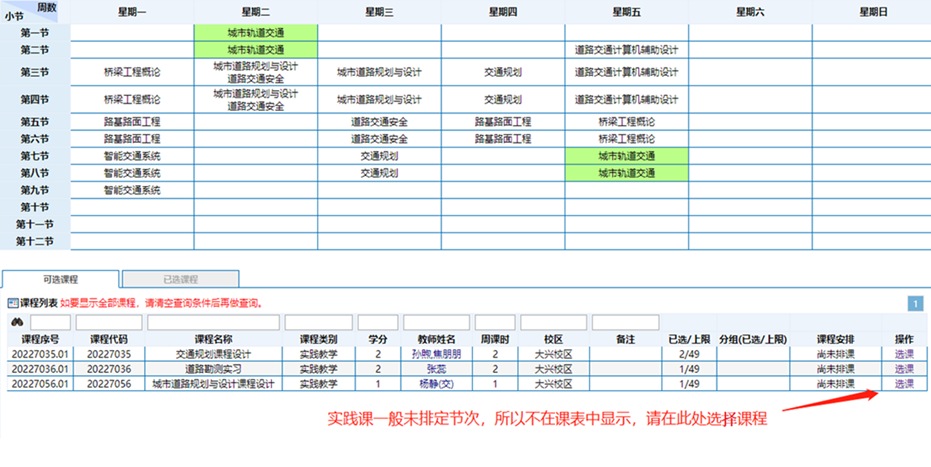 周数
小节 星期一 星期二 星期三 星期四 星期五 星期六 星期日
第一节 城市轨道交通
第二节 城市轨道交通 道路交通计算机辅助设计
第三节 桥梁工程概论 城市道路规划与设计 道路交通安全 城市道路规划与设计 交通规划 道路交通计算机辅助设计
第四节 桥梁工程概论 城市道路规划与设计 道路交通安全 城市道路规划与设计 交通规划 道路交通计算机辅助设计
第五节 路基路面工程 道路交通安全 路基路面工程 桥梁工程概论
第六节 路基路面工程 道路交通安全 路基路面工程 桥梁工程概论
第七节 智能交通系统 交通规划 城市轨道交通
第八节 智能交通系统 交通规划 城市轨道交通
第九节 智能交通系统
第十节
第十一节
第十二节
可选课程 已选课程
课程列表 如要显示全部课程，请清空查询条件后再做查询。 1
课程序号 课程代码 课程名称 课程类别 学分 教师姓名 周课时 校区 备注 已选/上限 分组(已选/上限) 课程安排 操作
20227035.01 20227035 交通规划课程设计 实践教学 2 孙煦,焦朋朋 2 大兴校区 2/49 尚未排课 选课
20227036.01 20227036 道路勘测实习 实践教学 2 张蕊 2 大兴校区 1/49 尚未排课 选课
20227056.01 20227056 城市道路规划与设计课程设计 实践教学 1 杨静(交) 1 大兴校区 1/49 尚未排课 选课
实践课一般未排定节次，所以不在课表中显示，请在此处选择课程